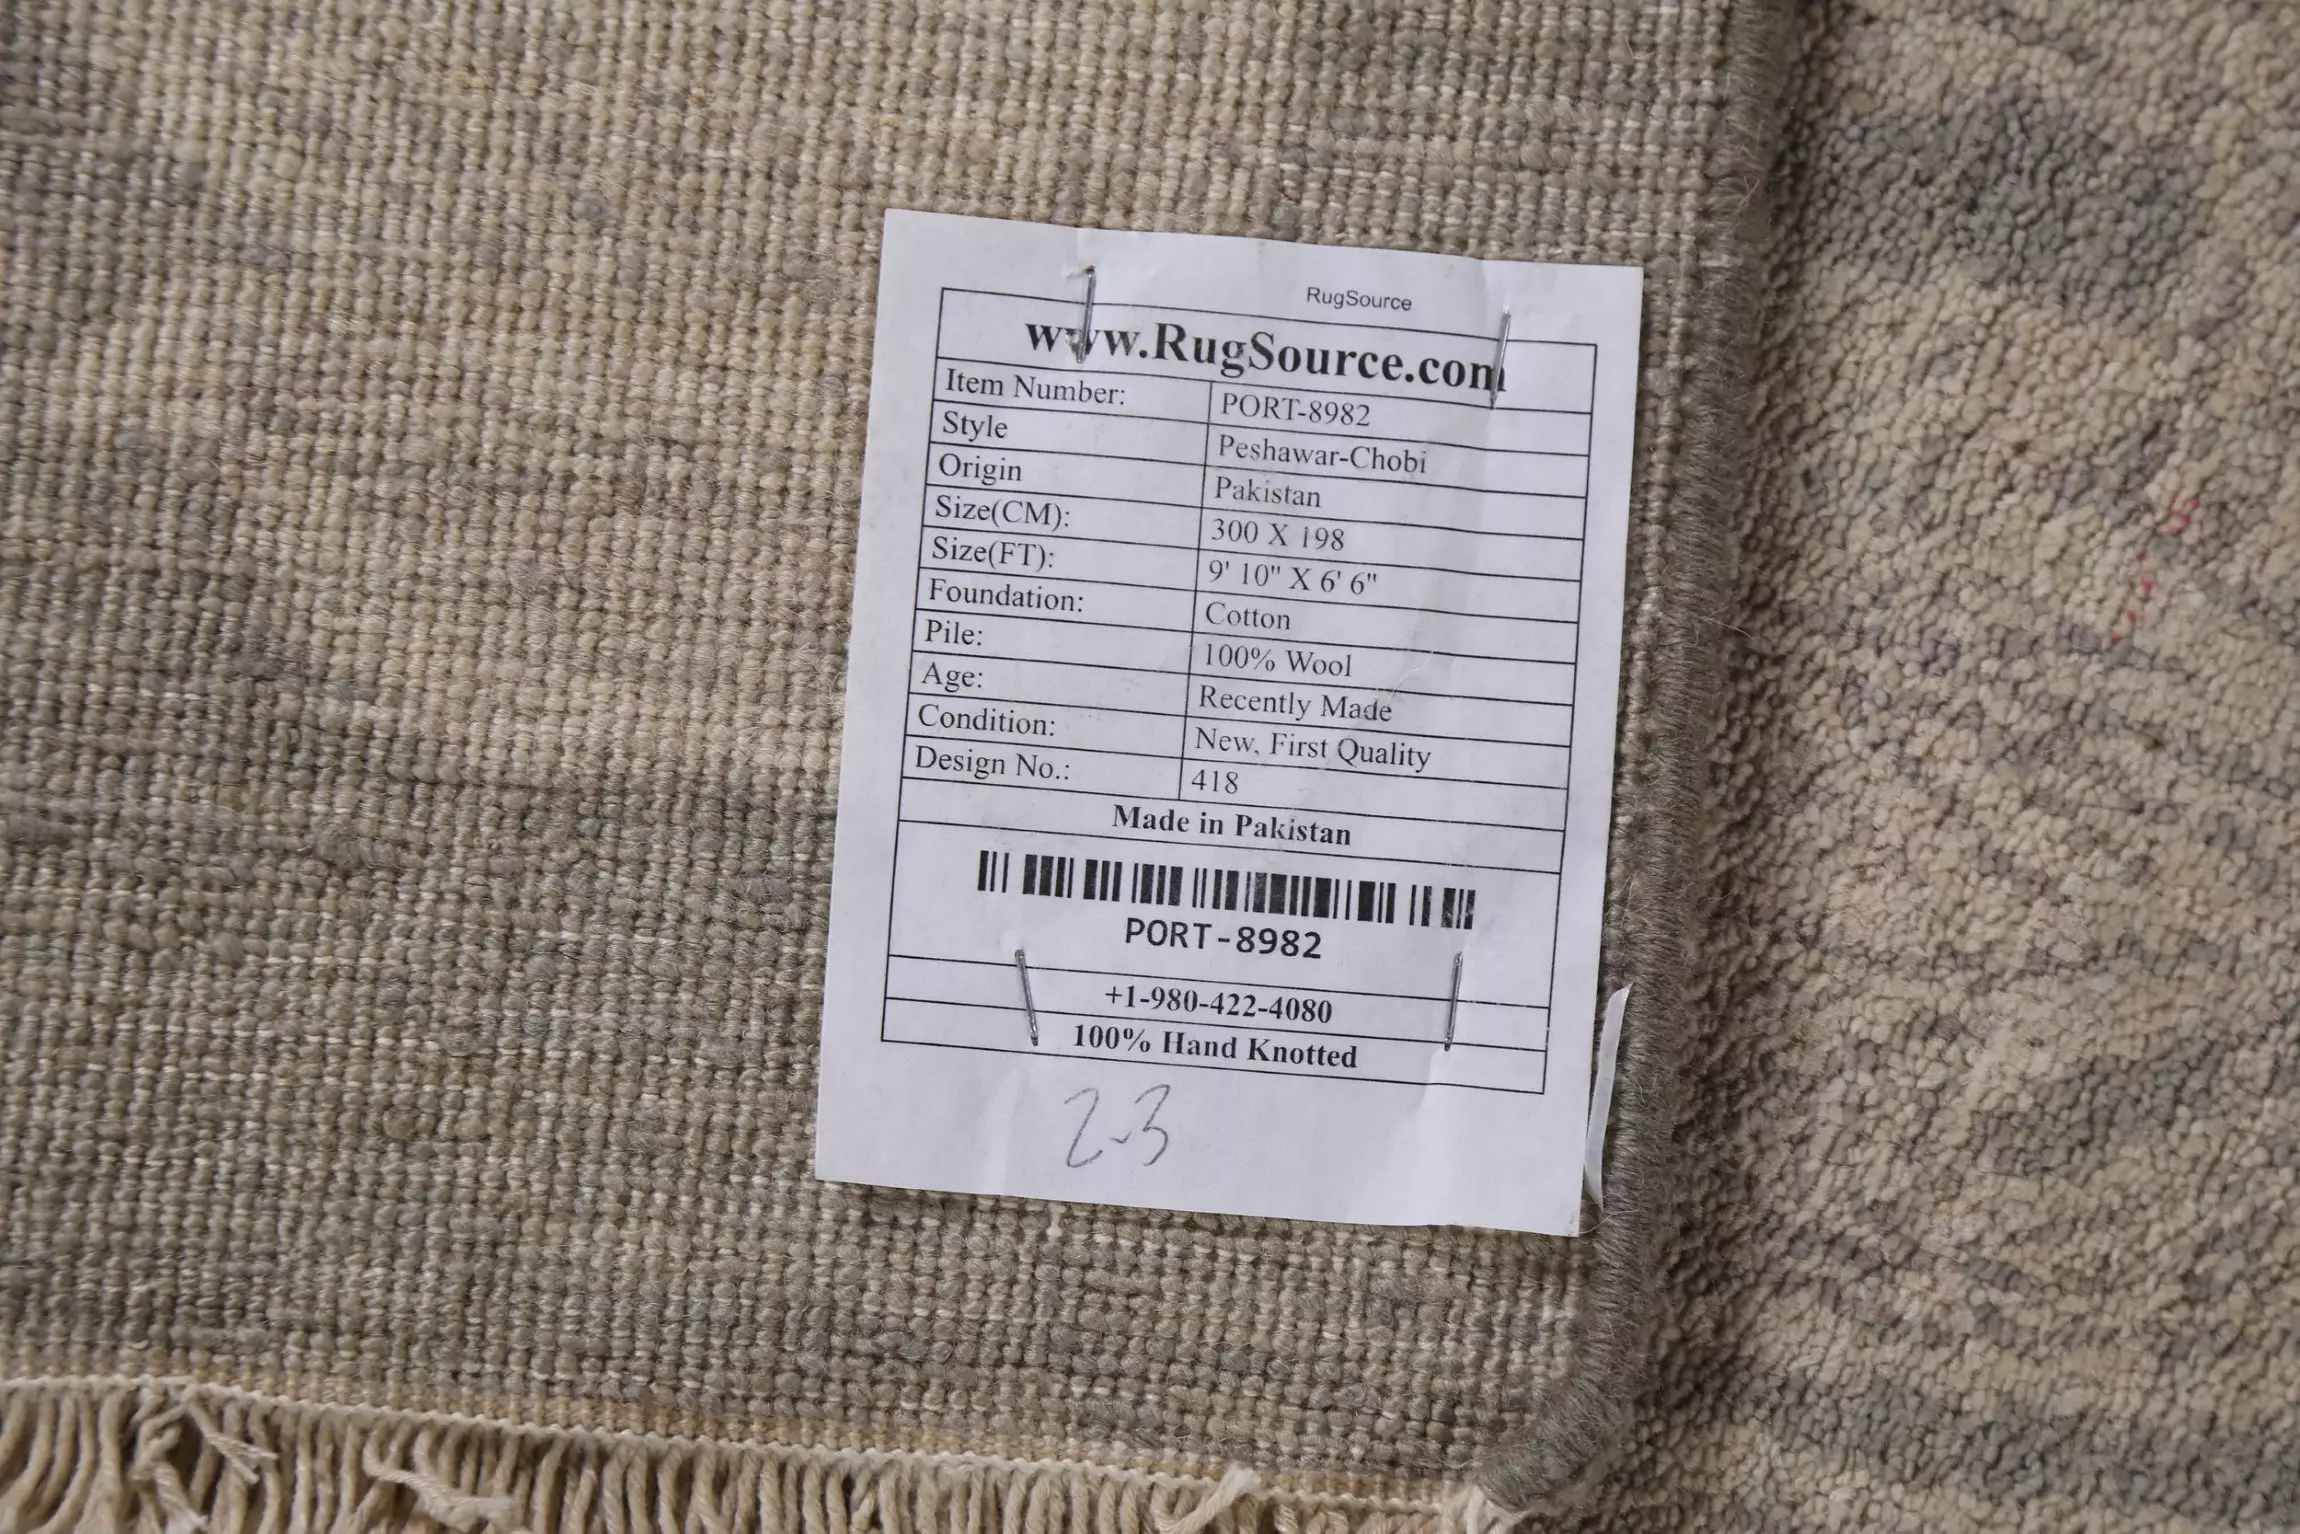 RugSource
www.RugSource.com
Item Number: PORT-8982
Style Peshawar-Chobi
Origin Pakistan
Size(CM): 300 X 198
Size(FT): 9' 10" X 6' 6"
Foundation: Cotton
Pile: 100% Wool
Age: Recently Made
Condition: New, First Quality
Design No.: 418
Made in Pakistan
PORT-8982
+1-980-422-4080
100% Hand Knotted
2-3